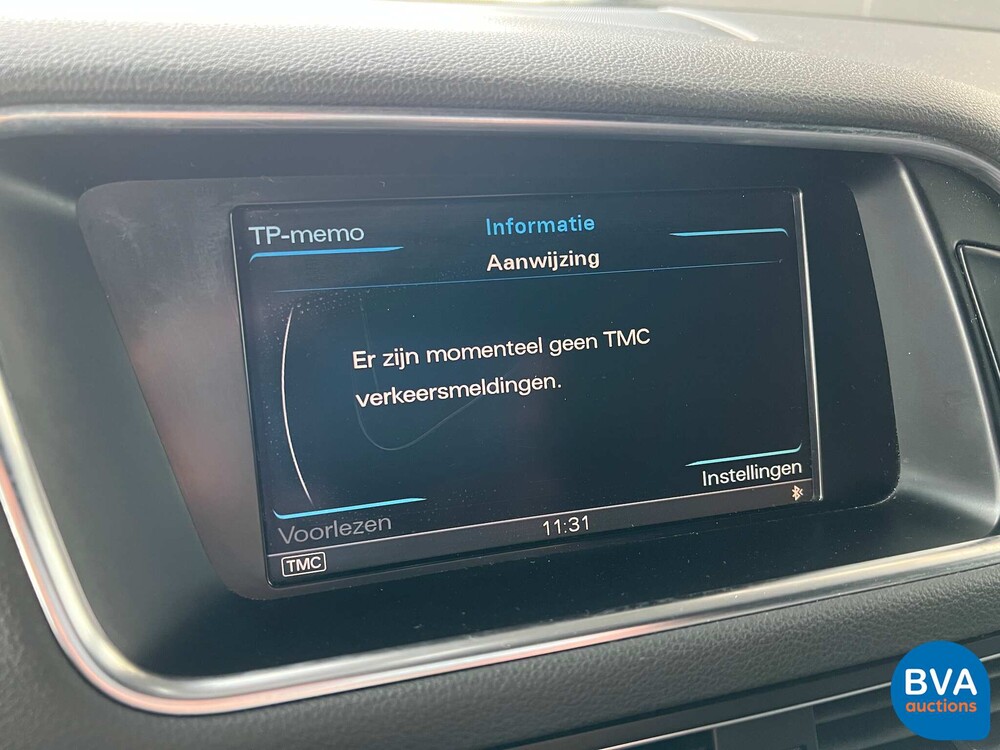 TP-memo
Informatie
Aanwijzing
Er zijn momenteel geen TMC
verkeersmeldingen.
Instellingen
Voorlezen
11:31
TMC
BVA
auctions